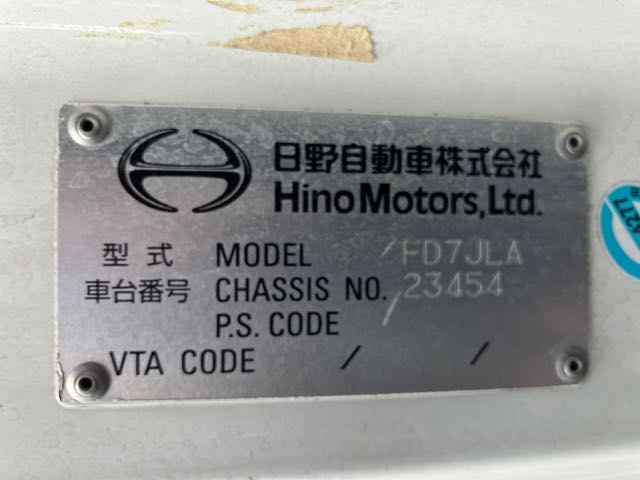 日野自動車株式会社
Hino Motors, Ltd.
型式 MODEL FD7JLA
車台番号 CHASSIS NO. 23454
P.S. CODE
VTA CODE / /
A277